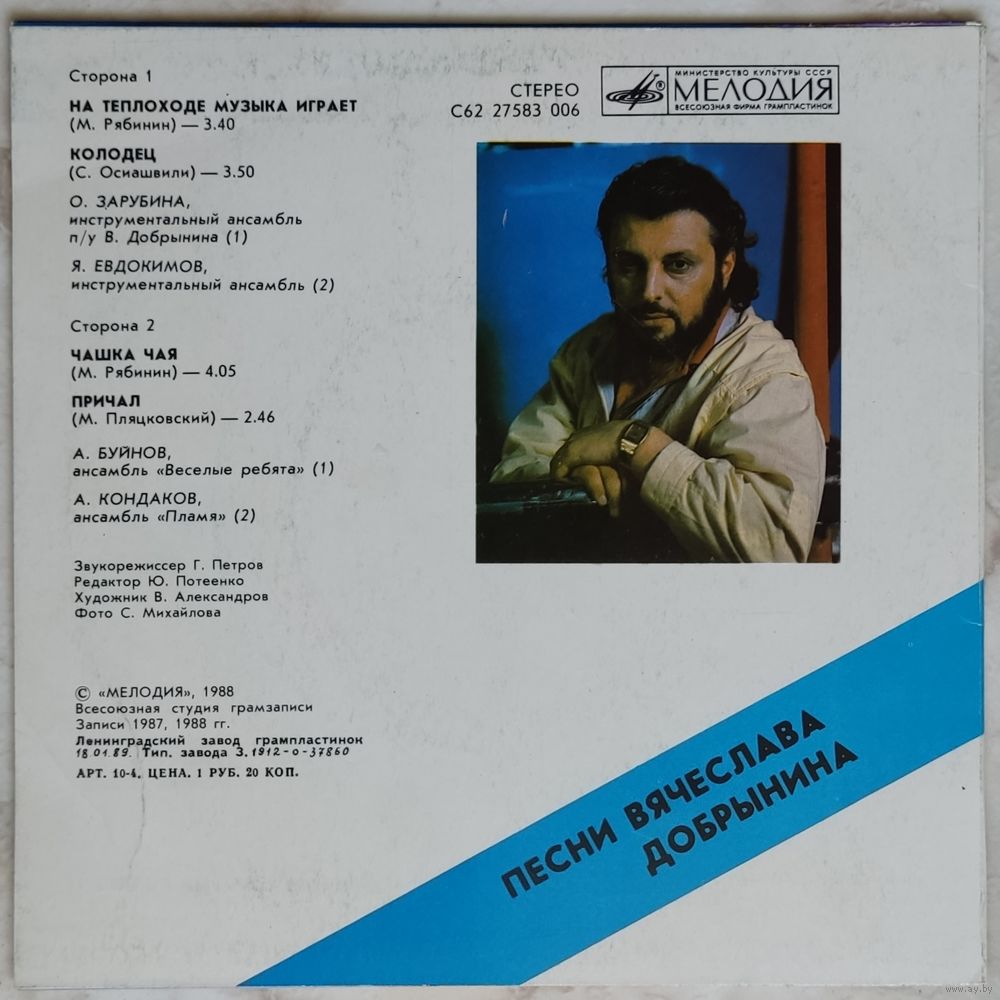 Сторона 1
НА ТЕПЛОХОДЕ МУЗЫКА ИГРАЕТ
(М. Рябинин) — 3.40
КОЛОДЕЦ
(С. Осиашвили) — 3.50
О. ЗАРУБИНА,
инструментальный ансамбль
п/у В. Добрынина (1)
Я. ЕВДОКИМОВ,
инструментальный ансамбль (2)
Сторона 2
ЧАШКА ЧАЯ
(М. Рябинин) — 4.05
ПРИЧАЛ
(М. Пляцковский) — 2.46
А. БУЙНОВ,
ансамбль «Веселые ребята» (1)
А. КОНДАКОВ,
ансамбль «Пламя» (2)
Звукорежиссер Г. Петров
Редактор Ю. Потеенко
Художник В. Александров
Фото С. Михайлова
© «МЕЛОДИЯ», 1988
Всесоюзная студия грамзаписи
Записи 1987, 1988 гг.
Ленинградский завод грампластинок
18.01.89. Тип. завода З.1912-0-37860
АРТ. 10-4. ЦЕНА. 1 РУБ. 20 КОП.
СТЕРЕО
С62 27583 006
МИНИСТЕРСТВО КУЛЬТУРЫ СССР
МЕЛОДИЯ
ВСЕСОЮЗНАЯ ФИРМА ГРАМПЛАСТИНОК
ПЕСНИ ВЯЧЕСЛАВА
ДОБРЫНИНА
www.ay.by